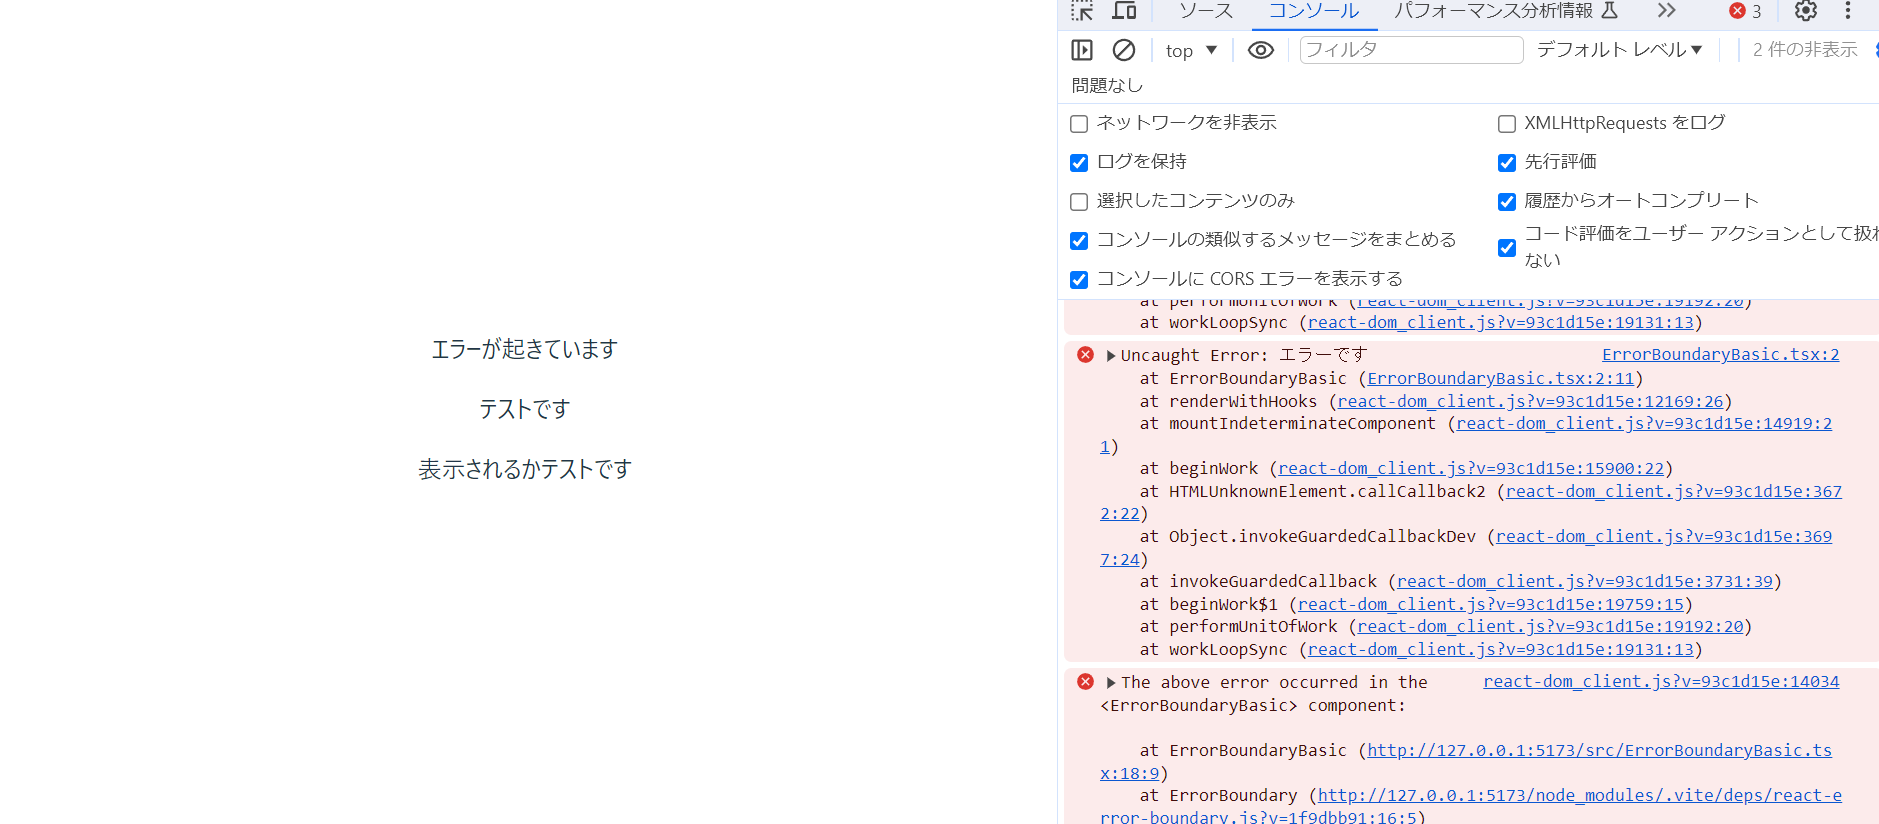 エラーが起きています
テストです
表示されるかテストです
ソース コンソール パフォーマンス分析情報 3
top フィルタ デフォルト レベル 2 件の非表示
問題なし
ネットワークを非表示 XMLHttpRequests をログ
ログを保持 先行評価
選択したコンテンツのみ 履歴からオートコンプリート
コンソールの類似するメッセージをまとめる コード評価をユーザー アクションとして扱わ
ない
コンソールに CORS エラーを表示する
at performUnitOfWork (react-dom_client.js?v=93c1d15e:19192:20)
at workLoopSync (react-dom_client.js?v=93c1d15e:19131:13)
Uncaught Error: エラーです ErrorBoundaryBasic.tsx:2
at ErrorBoundaryBasic (ErrorBoundaryBasic.tsx:2:11)
at renderWithHooks (react-dom_client.js?v=93c1d15e:12169:26)
at mountIndeterminateComponent (react-dom_client.js?v=93c1d15e:14919:2
1)
at beginWork (react-dom_client.js?v=93c1d15e:15900:22)
at HTMLUnknownElement.callCallback2 (react-dom_client.js?v=93c1d15e:367
2:22)
at Object.invokeGuardedCallbackDev (react-dom_client.js?v=93c1d15e:369
7:24)
at invokeGuardedCallback (react-dom_client.js?v=93c1d15e:3731:39)
at beginWork$1 (react-dom_client.js?v=93c1d15e:19759:15)
at performUnitOfWork (react-dom_client.js?v=93c1d15e:19192:20)
at workLoopSync (react-dom_client.js?v=93c1d15e:19131:13)
The above error occurred in the react-dom_client.js?v=93c1d15e:14034
<ErrorBoundaryBasic> component:
at ErrorBoundaryBasic (http://127.0.0.1:5173/src/ErrorBoundaryBasic.ts
x:18:9)
at ErrorBoundary (http://127.0.0.1:5173/node_modules/.vite/deps/react-e
rror-boundary.js?v=1f9dbb91:16:5)